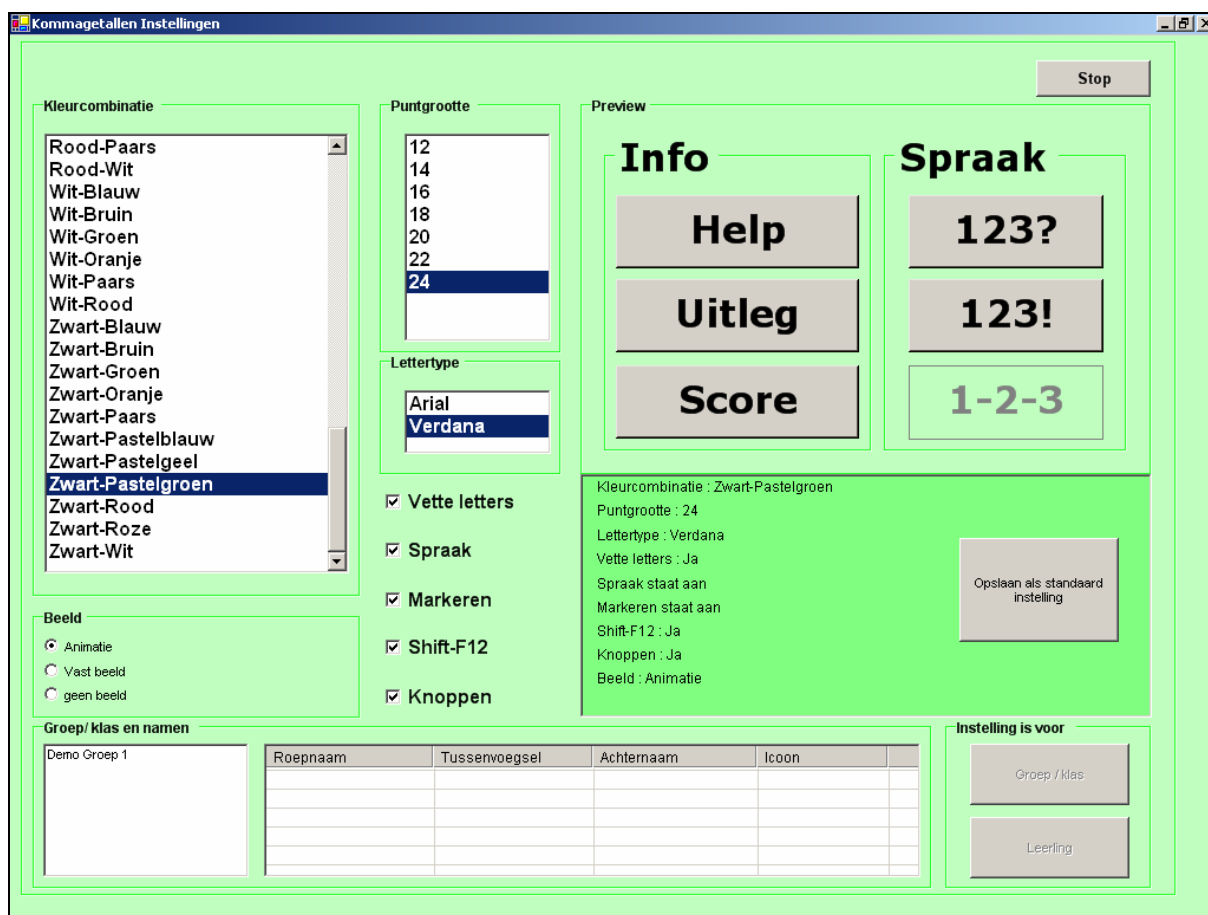 Kommagetallen Instellingen
Stop
Kleurcombinatie
Rood-Paars
Rood-Wit
Wit-Blauw
Wit-Bruin
Wit-Groen
Wit-Oranje
Wit-Paars
Wit-Rood
Zwart-Blauw
Zwart-Bruin
Zwart-Groen
Zwart-Oranje
Zwart-Paars
Zwart-Pastelblauw
Zwart-Pastelgeel
Zwart-Pastelgroen
Zwart-Rood
Zwart-Roze
Zwart-Wit
Puntgrootte
12
14
16
18
20
22
24
Lettertype
Arial
Verdana
Vette letters
Spraak
Markeren
Shift-F12
Knoppen
Preview
Info
Help
Uitleg
Score
Spraak
123?
123!
1-2-3
Kleurcombinatie : Zwart-Pastelgroen
Puntgrootte : 24
Lettertype : Verdana
Vette letters : Ja
Spraak staat aan
Markeren staat aan
Shift-F12 : Ja
Knoppen : Ja
Beeld : Animatie
Opslaan als standaard
instelling
Beeld
Animatie
Vast beeld
geen beeld
Groep/ klas en namen
Demo Groep 1
Roepnaam Tussenvoegsel Achternaam Icoon
Instelling is voor
Groep / klas
Leerling